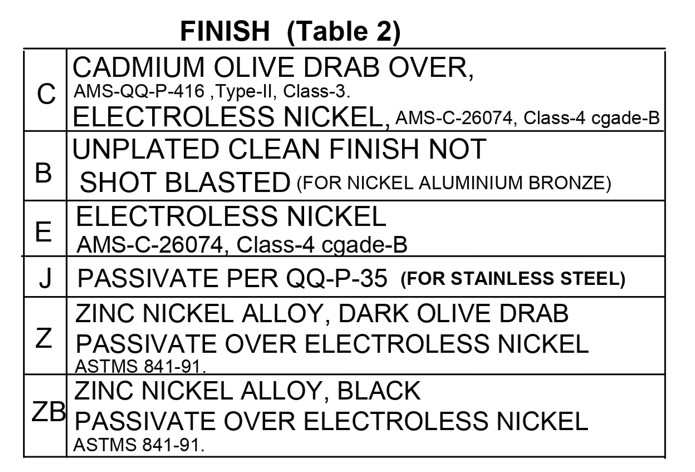 FINISH (Table 2)
C
CADMIUM OLIVE DRAB OVER,
AMS-QQ-P-416 ,Type-II, Class-3.
ELECTROLESS NICKEL, AMS-C-26074, Class-4 cgade-B
B
UNPLATED CLEAN FINISH NOT
SHOT BLASTED (FOR NICKEL ALUMINIUM BRONZE)
E
ELECTROLESS NICKEL
AMS-C-26074, Class-4 cgade-B
J
PASSIVATE PER QQ-P-35 (FOR STAINLESS STEEL)
Z
ZINC NICKEL ALLOY, DARK OLIVE DRAB
PASSIVATE OVER ELECTROLESS NICKEL
ASTMS 841-91.
ZB
ZINC NICKEL ALLOY, BLACK
PASSIVATE OVER ELECTROLESS NICKEL
ASTMS 841-91.